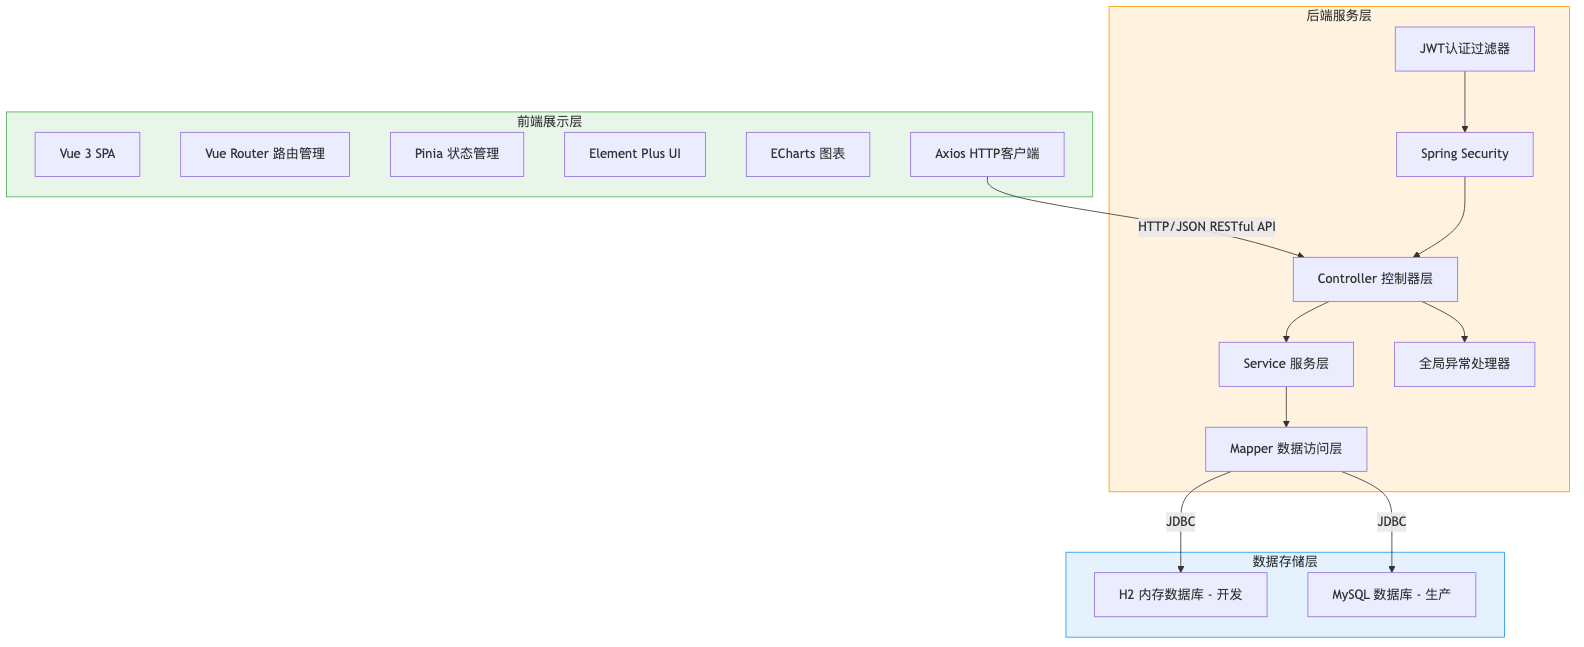 后端服务层
JWT认证过滤器
前端展示层
Vue 3 SPA
Vue Router 路由管理
Pinia 状态管理
Element Plus UI
ECharts 图表
Axios HTTP客户端
Spring Security
HTTP/JSON RESTful API
Controller 控制器层
Service 服务层
全局异常处理器
Mapper 数据访问层
JDBC
JDBC
数据存储层
H2 内存数据库 - 开发
MySQL 数据库 - 生产